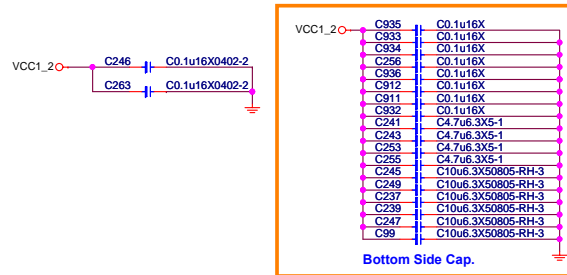 VCC1_2
C246 C0.1u16X0402-2
C263 C0.1u16X0402-2
VCC1_2
C935 C0.1u16X
C933 C0.1u16X
C934 C0.1u16X
C256 C0.1u16X
C936 C0.1u16X
C912 C0.1u16X
C911 C0.1u16X
C932 C0.1u16X
C241 C4.7u6.3X5-1
C243 C4.7u6.3X5-1
C253 C4.7u6.3X5-1
C255 C4.7u6.3X5-1
C245 C10u6.3X50805-RH-3
C249 C10u6.3X50805-RH-3
C237 C10u6.3X50805-RH-3
C239 C10u6.3X50805-RH-3
C247 C10u6.3X50805-RH-3
C99 C10u6.3X50805-RH-3
Bottom Side Cap.